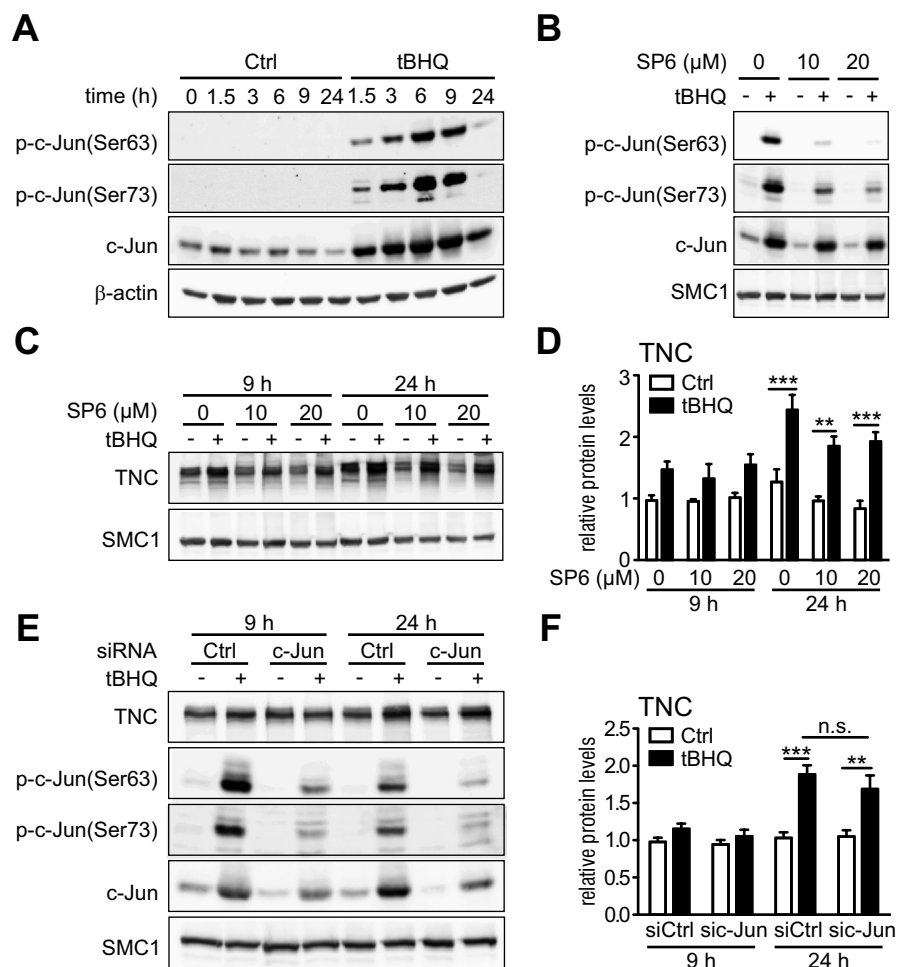 A
Ctrl tBHQ
time (h) 0 1.5 3 6 9 24 1.5 3 6 9 24
p-c-Jun(Ser63)
p-c-Jun(Ser73)
c-Jun
β-actin
B
SP6 (µM) 0 10 20
tBHQ - + - + - +
p-c-Jun(Ser63)
p-c-Jun(Ser73)
c-Jun
SMC1
C
9 h 24 h
SP6 (µM) 0 10 20 0 10 20
tBHQ - + - + - + - + - + - +
TNC
SMC1
D
TNC
Ctrl
tBHQ
relative protein levels
3
2
1
0
*** ** ***
SP6 (µM) 0 10 20 0 10 20
9 h 24 h
E
9 h 24 h
siRNA Ctrl c-Jun Ctrl c-Jun
tBHQ - + - + - + - +
TNC
p-c-Jun(Ser63)
p-c-Jun(Ser73)
c-Jun
SMC1
F
TNC
Ctrl
tBHQ
relative protein levels
2.5
2.0
1.5
1.0
0.5
0.0
n.s.
*** **
siCtrl sic-Jun siCtrl sic-Jun
9 h 24 h